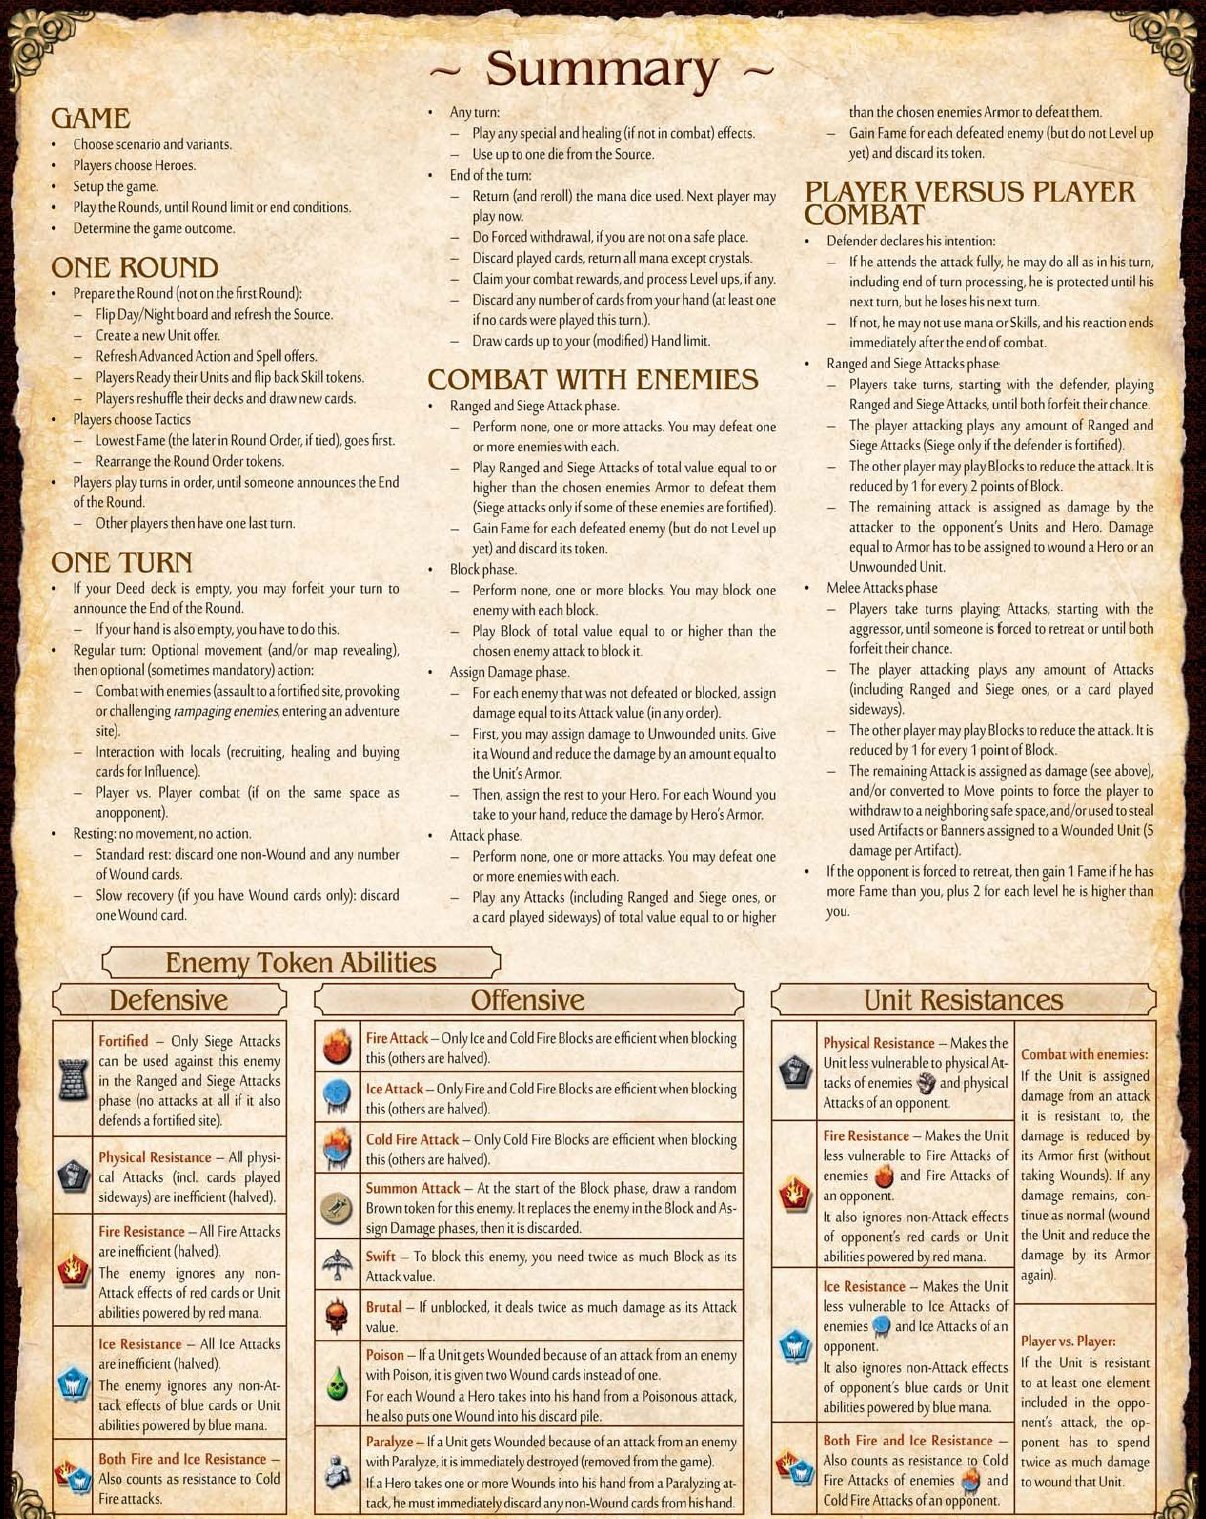 ~ Summary ~
GAME
• Choose scenario and variants.
• Players choose Heroes.
• Setup the game.
• Play the Rounds, until Round limit or end conditions.
• Determine the game outcome.
ONE ROUND
• Prepare the Round (not on the first Round):
– Flip Day/Night board and refresh the Source.
– Create a new Unit offer.
– Refresh Advanced Action and Spell offers.
– Players Ready their Units and flip back Skill tokens.
– Players reshuffle their decks and draw new cards.
• Players choose Tactics
– Lowest Fame (the later in Round Order, if tied), goes first.
– Rearrange the Round Order tokens.
• Players play turns in order, until someone announces the End
of the Round.
– Other players then have one last turn.
ONE TURN
• If your Deed deck is empty, you may forfeit your turn to
announce the End of the Round.
– If your hand is also empty, you have to do this.
• Regular turn: Optional movement (and/or map revealing),
then optional (sometimes mandatory) action:
– Combat with enemies (assault to a fortified site, provoking
or challenging rampaging enemies, entering an adventure
site).
– Interaction with locals (recruiting, healing and buying
cards for Influence).
– Player vs. Player combat (if on the same space as
anopponent).
• Resting: no movement, no action.
– Standard rest: discard one non-Wound and any number
of Wound cards.
– Slow recovery (if you have Wound cards only): discard
one Wound card.
• Any turn:
– Play any special and healing (if not in combat) effects.
– Use up to one die from the Source.
• End of the turn:
– Return (and reroll) the mana dice used. Next player may
play now.
– Do Forced withdrawal, if you are not on a safe place.
– Discard played cards, return all mana except crystals.
– Claim your combat rewards, and process Level ups, if any.
– Discard any number of cards from your hand (at least one
if no cards were played this turn.).
– Draw cards up to your (modified) Hand limit.
COMBAT WITH ENEMIES
• Ranged and Siege Attack phase.
– Perform none, one or more attacks. You may defeat one
or more enemies with each.
– Play Ranged and Siege Attacks of total value equal to or
higher than the chosen enemies Armor to defeat them
(Siege attacks only if some of these enemies are fortified).
– Gain Fame for each defeated enemy (but do not Level up
yet) and discard its token.
• Block phase.
– Perform none, one or more blocks. You may block one
enemy with each block.
– Play Block of total value equal to or higher than the
chosen enemy attack to block it.
• Assign Damage phase.
– For each enemy that was not defeated or blocked, assign
damage equal to its Attack value (in any order).
– First, you may assign damage to Unwounded units. Give
it a Wound and reduce the damage by an amount equal to
the Unit's Armor.
– Then, assign the rest to your Hero. For each Wound you
take to your hand, reduce the damage by Hero's Armor.
• Attack phase.
– Perform none, one or more attacks. You may defeat one
or more enemies with each.
– Play any Attacks (including Ranged and Siege ones, or
a card played sideways) of total value equal to or higher
than the chosen enemies Armor to defeat them.
– Gain Fame for each defeated enemy (but do not Level up
yet) and discard its token.
PLAYER VERSUS PLAYER
COMBAT
• Defender declares his intention:
– If he attends the attack fully, he may do all as in his turn,
including end of turn processing, he is protected until his
next turn, but he loses his next turn.
– If not, he may not use mana or Skills, and his reaction ends
immediately after the end of combat.
• Ranged and Siege Attacks phase
– Players take turns, starting with the defender, playing
Ranged and Siege Attacks, until both forfeit their chance.
– The player attacking plays any amount of Ranged and
Siege Attacks (Siege only if the defender is fortified).
– The other player may play Blocks to reduce the attack. It is
reduced by 1 for every 2 points of Block.
– The remaining attack is assigned as damage by the
attacker to the opponent's Units and Hero. Damage
equal to Armor has to be assigned to wound a Hero or an
Unwounded Unit.
• Melee Attacks phase
– Players take turns playing Attacks, starting with the
aggressor, until someone is forced to retreat or until both
forfeit their chance.
– The player attacking plays any amount of Attacks
(including Ranged and Siege ones, or a card played
sideways).
– The other player may play Blocks to reduce the attack. It is
reduced by 1 for every 1 point of Block.
– The remaining Attack is assigned as damage (see above),
and/or converted to Move points to force the player to
withdraw to a neighboring safe space, and/or used to steal
used Artifacts or Banners assigned to a Wounded Unit (5
damage per Artifact).
• If the opponent is forced to retreat, then gain 1 Fame if he has
more Fame than you, plus 2 for each level he is higher than
you.
Enemy Token Abilities
Defensive
Fortified – Only Siege Attacks
can be used against this enemy
in the Ranged and Siege Attacks
phase (no attacks at all if it also
defends a fortified site).
Physical Resistance – All physi-
cal Attacks (incl. cards played
sideways) are inefficient (halved).
Fire Resistance – All Fire Attacks
are inefficient (halved).
The enemy ignores any non-
Attack effects of red cards or Unit
abilities powered by red mana.
Ice Resistance – All Ice Attacks
are inefficient (halved).
The enemy ignores any non-At-
tack effects of blue cards or Unit
abilities powered by blue mana.
Both Fire and Ice Resistance –
Also counts as resistance to Cold
Fire attacks.
Offensive
Fire Attack – Only Ice and Cold Fire Blocks are efficient when blocking
this (others are halved).
Ice Attack – Only Fire and Cold Fire Blocks are efficient when blocking
this (others are halved).
Cold Fire Attack – Only Cold Fire Blocks are efficient when blocking
this (others are halved).
Summon Attack – At the start of the Block phase, draw a random
Brown token for this enemy. It replaces the enemy in the Block and As-
sign Damage phases, then it is discarded.
Swift – To block this enemy, you need twice as much Block as its
Attack value.
Brutal – If unblocked, it deals twice as much damage as its Attack
value.
Poison – If a Unit gets Wounded because of an attack from an enemy
with Poison, it is given two Wound cards instead of one.
For each Wound a Hero takes into his hand from a Poisonous attack,
he also puts one Wound into his discard pile.
Paralyze – If a Unit gets Wounded because of an attack from an enemy
with Paralyze, it is immediately destroyed (removed from the game).
If a Hero takes one or more Wounds into his hand from a Paralyzing at-
tack, he must immediately discard any non-Wound cards from his hand.
Unit Resistances
Physical Resistance – Makes the
Unit less vulnerable to physical At-
tacks of enemies and physical
Attacks of an opponent.
Fire Resistance – Makes the Unit
less vulnerable to Fire Attacks of
enemies and Fire Attacks of
an opponent.
It also ignores non-Attack effects
of opponent's red cards or Unit
abilities powered by red mana.
Ice Resistance – Makes the Unit
less vulnerable to Ice Attacks of
enemies and Ice Attacks of an
opponent.
It also ignores non-Attack effects
of opponent's blue cards or Unit
abilities powered by blue mana.
Both Fire and Ice Resistance –
Also counts as resistance to Cold
Fire Attacks of enemies and
Cold Fire Attacks of an opponent.
Combat with enemies:
If the Unit is assigned
damage from an attack
it is resistant to, the
damage is reduced by
its Armor first (without
taking Wounds). If any
damage remains, con-
tinue as normal (wound
the Unit and reduce the
damage by its Armor
again).
Player vs. Player:
If the Unit is resistant
to at least one element
included in the oppo-
nent's attack, the op-
ponent has to spend
twice as much damage
to wound that Unit.